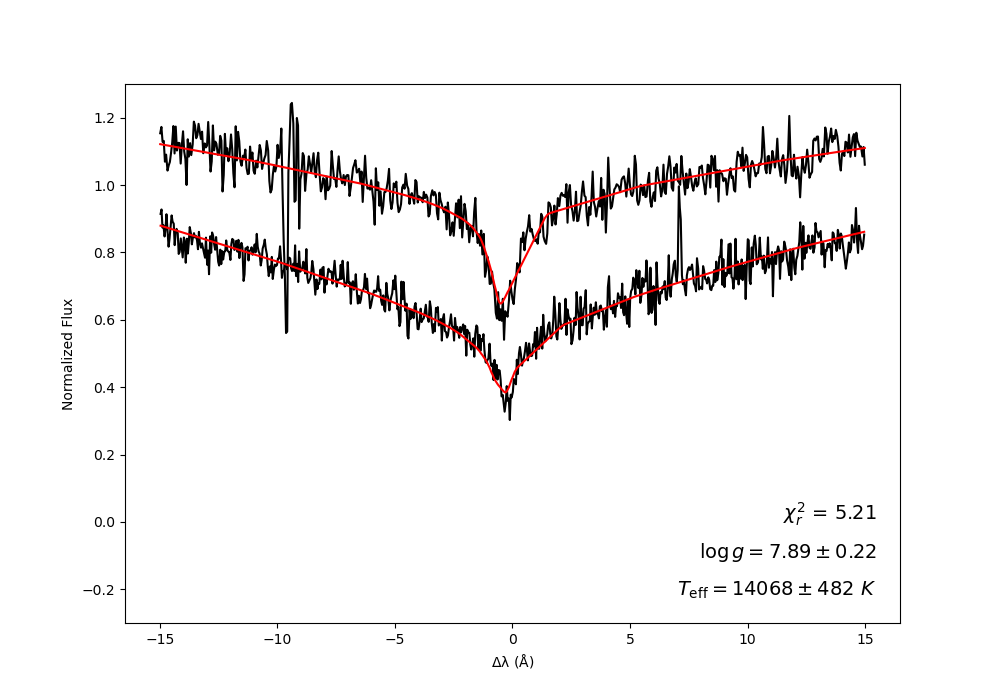 1.2
1.0
0.8
0.6
0.4
0.2
0.0
−0.2
Normalized Flux
χ²ᵣ = 5.21
log g = 7.89 ± 0.22
T_eff = 14068 ± 482 K
−15 −10 −5 0 5 10 15
Δλ (Å)